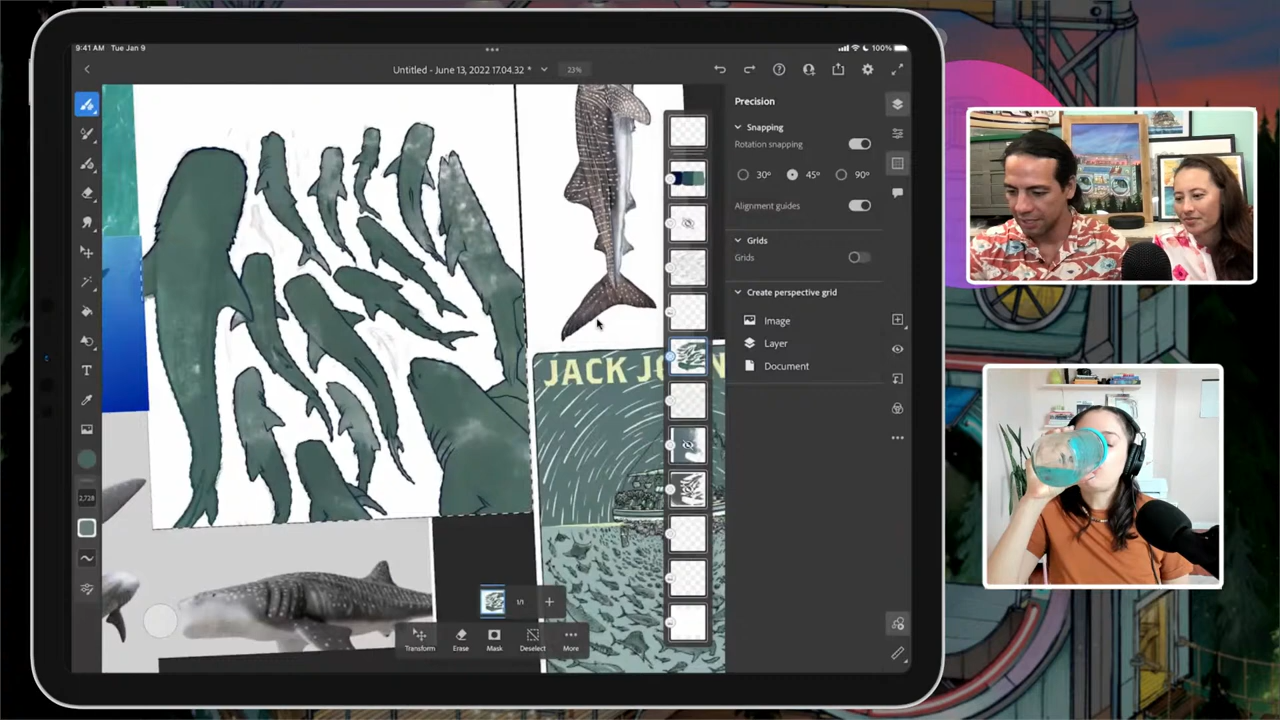 9:41 AM Tue Jan 9
100%
Untitled - June 13, 2022 17.04.32 *
23%
Precision
Snapping
Rotation snapping
30°
45°
90°
Alignment guides
Grids
Grids
Create perspective grid
Image
Layer
Document
T
2,728
JACK JO
N
1/1
Transform
Erase
Mask
Deselect
More